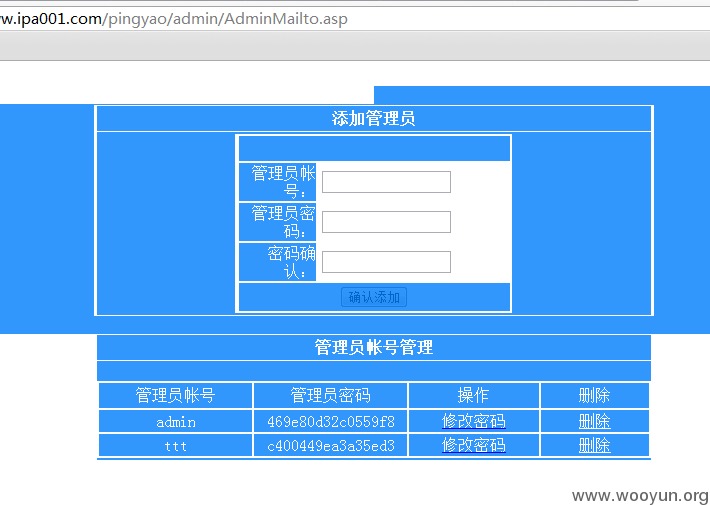 w.ipa001.com/pingyao/admin/AdminMailto.asp
添加管理员
管理员帐
号：
管理员密
码：
密码确
认：
确认添加
管理员帐号管理
管理员帐号 管理员密码 操作 删除
admin 469e80d32c0559f8 修改密码 删除
ttt c400449ea3a35ed3 修改密码 删除
www.wooyun.org